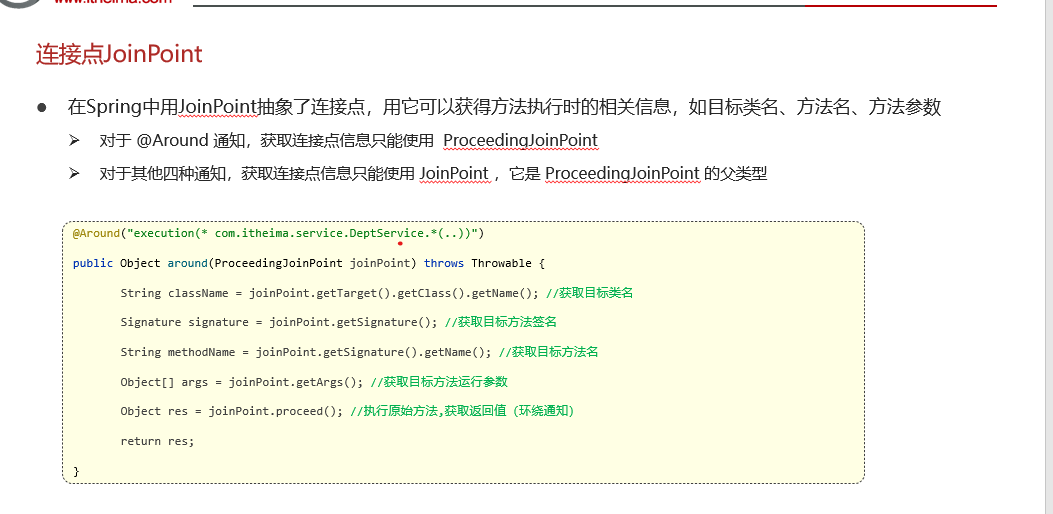 www.itheima.com
连接点JoinPoint
● 在Spring中用JoinPoint抽象了连接点，用它可以获得方法执行时的相关信息，如目标类名、方法名、方法参数
➢ 对于 @Around 通知，获取连接点信息只能使用 ProceedingJoinPoint
➢ 对于其他四种通知，获取连接点信息只能使用 JoinPoint ，它是 ProceedingJoinPoint 的父类型
@Around("execution(* com.itheima.service.DeptService.*(..))")
public Object around(ProceedingJoinPoint joinPoint) throws Throwable {
String className = joinPoint.getTarget().getClass().getName(); //获取目标类名
Signature signature = joinPoint.getSignature(); //获取目标方法签名
String methodName = joinPoint.getSignature().getName(); //获取目标方法名
Object[] args = joinPoint.getArgs(); //获取目标方法运行参数
Object res = joinPoint.proceed(); //执行原始方法,获取返回值（环绕通知）
return res;
}